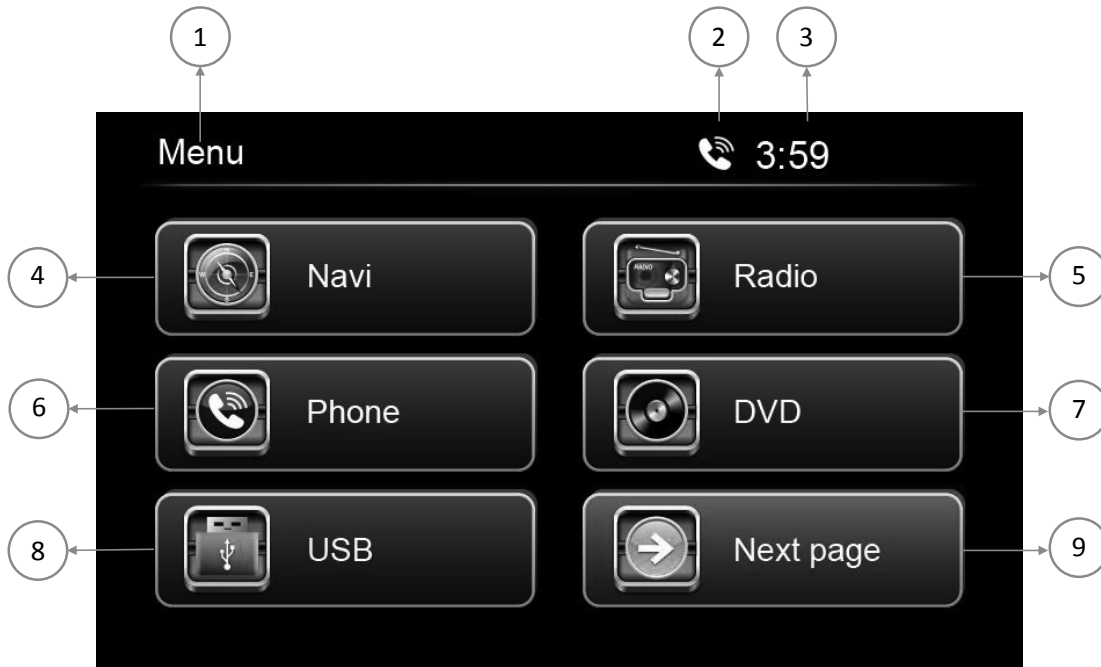 1 2 3
Menu 3:59
4 Navi RADIO Radio 5
6 Phone DVD 7
8 USB Next page 9